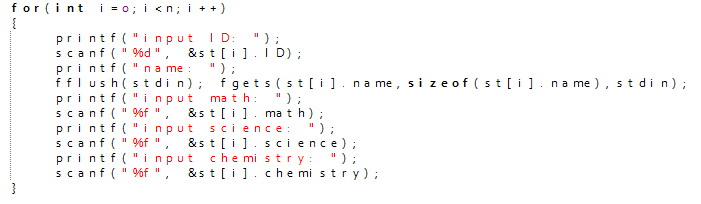 for(int i=o;i<n;i++)
{
printf("input ID: ");
scanf("%d", &st[i].ID);
printf("name: ");
fflush(stdin); fgets(st[i].name,sizeof(st[i].name),stdin);
printf("input math: ");
scanf("%f", &st[i].math);
printf("input science: ");
scanf("%f", &st[i].science);
printf("input chemistry: ");
scanf("%f", &st[i].chemistry);
}